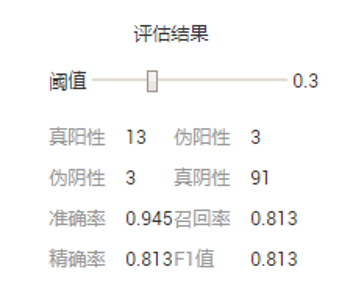 评估结果
阈值 0.3
真阳性 13 伪阳性 3
伪阴性 3 真阴性 91
准确率 0.945 召回率 0.813
精确率 0.813 F1值 0.813